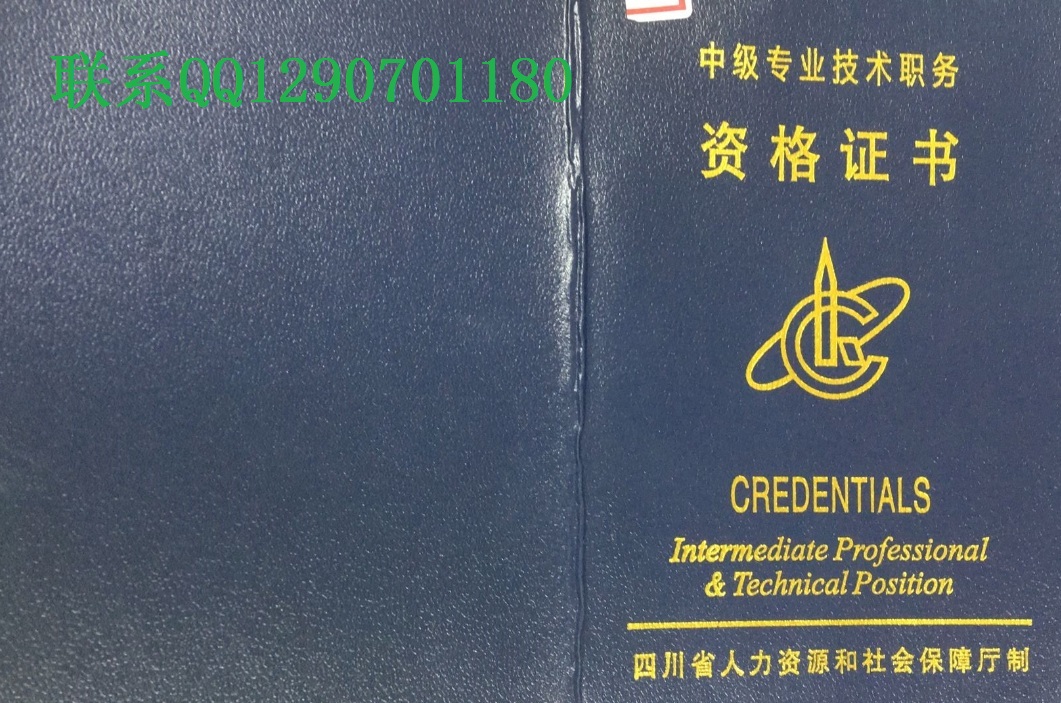 联系QQ1290701180
中级专业技术职务
资格证书
CREDENTIALS
Intermediate Professional
& Technical Position
四川省人力资源和社会保障厅制